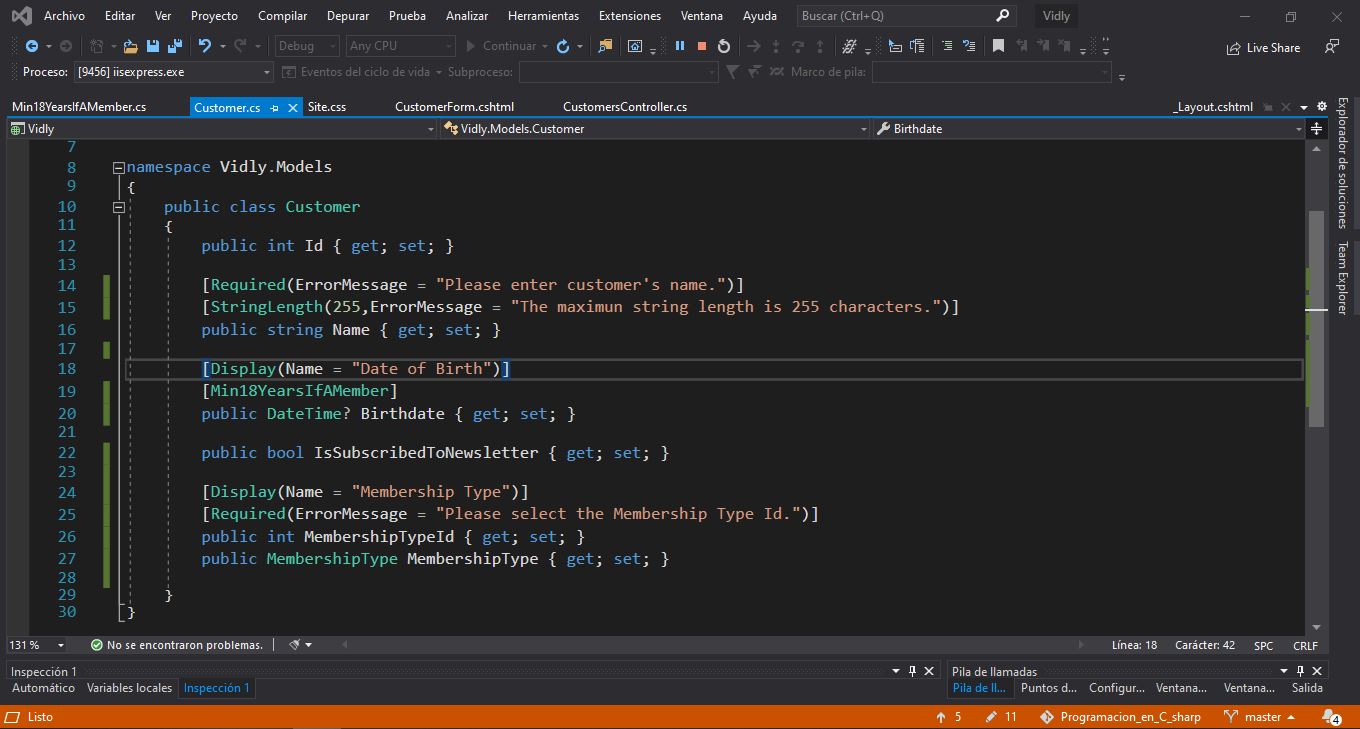 Archivo Editar Ver Proyecto Compilar Depurar Prueba Analizar Herramientas Extensiones Ventana Ayuda Buscar (Ctrl+Q) Vidly
Debug Any CPU Continuar Live Share
Proceso: [9456] iisexpress.exe Eventos del ciclo de vida Subproceso: Marco de pila:
Min18YearsIfAMember.cs Customer.cs Site.css CustomerForm.cshtml CustomersController.cs _Layout.cshtml
Vidly Vidly.Models.Customer Birthdate
7
8 namespace Vidly.Models
9 {
10 public class Customer
11 {
12 public int Id { get; set; }
13
14 [Required(ErrorMessage = "Please enter customer's name.")]
15 [StringLength(255,ErrorMessage = "The maximun string length is 255 characters.")]
16 public string Name { get; set; }
17
18 [Display(Name = "Date of Birth")]
19 [Min18YearsIfAMember]
20 public DateTime? Birthdate { get; set; }
21
22 public bool IsSubscribedToNewsletter { get; set; }
23
24 [Display(Name = "Membership Type")]
25 [Required(ErrorMessage = "Please select the Membership Type Id.")]
26 public int MembershipTypeId { get; set; }
27 public MembershipType MembershipType { get; set; }
28
29 }
30 }
Explorador de soluciones
Team Explorer
131 % No se encontraron problemas. Línea: 18 Carácter: 42 SPC CRLF
Inspección 1 Pila de llamadas
Automático Variables locales Inspección 1 Pila de ll... Puntos d... Configur... Ventana... Ventana... Salida
Listo 5 11 Programacion_en_C_sharp master 4